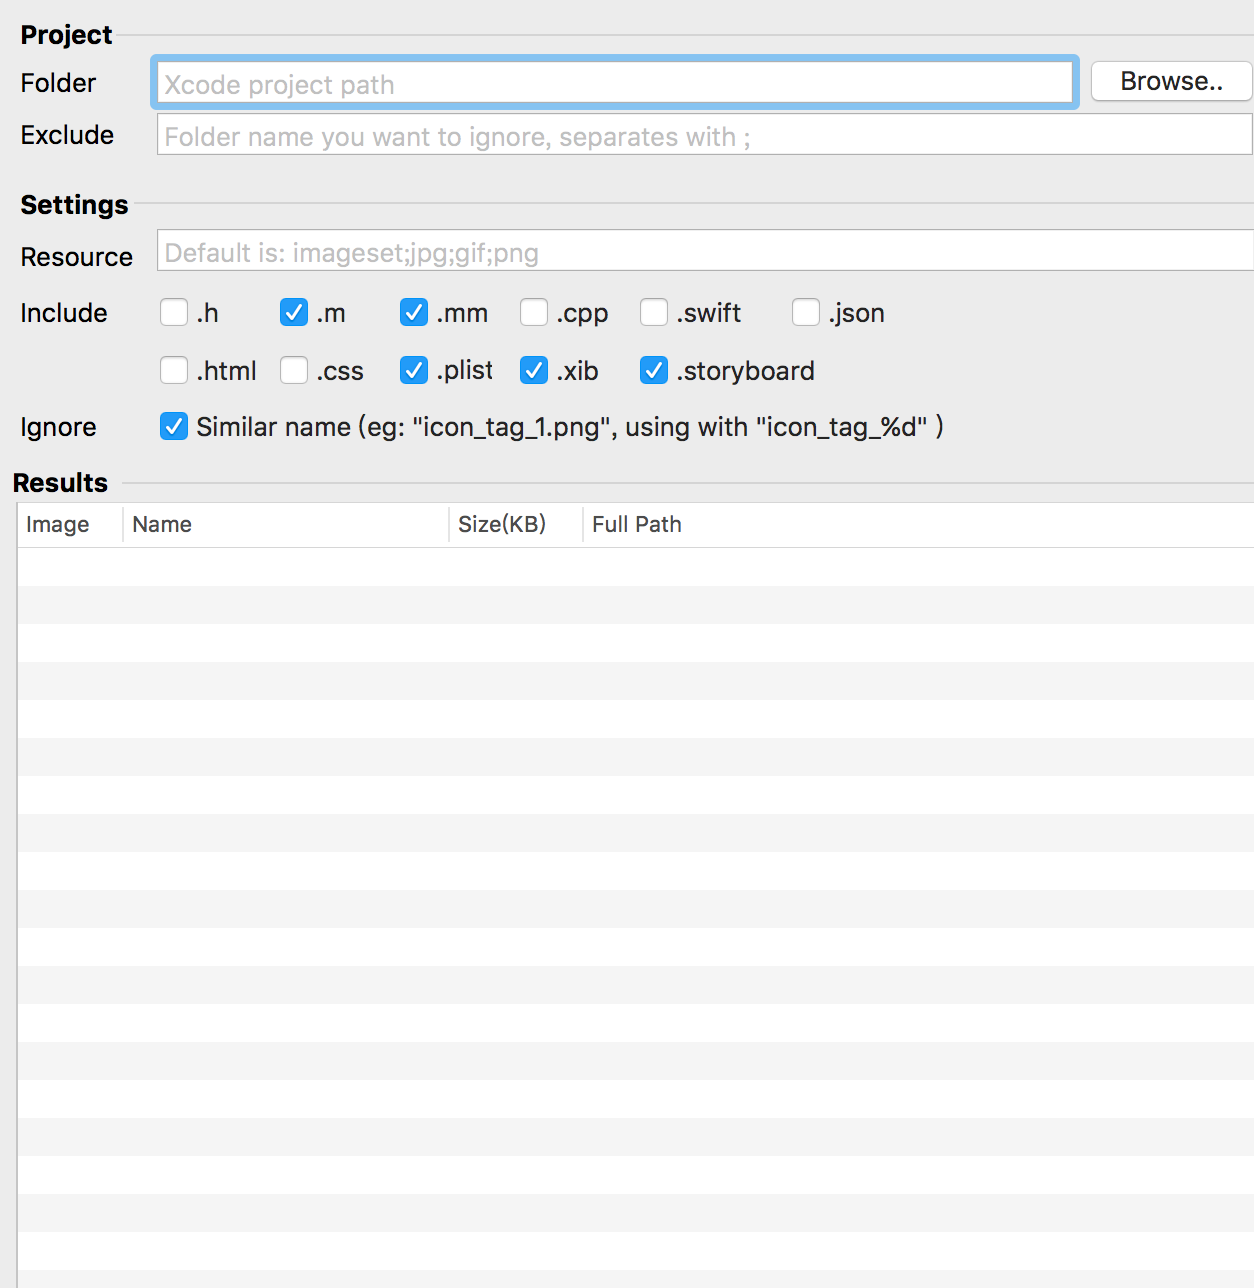 Project
Folder Xcode project path Browse..
Exclude Folder name you want to ignore, separates with ;
Settings
Resource Default is: imageset;jpg;gif;png
Include .h .m .mm .cpp .swift .json
.html .css .plist .xib .storyboard
Ignore Similar name (eg: "icon_tag_1.png", using with "icon_tag_%d" )
Results
Image Name Size(KB) Full Path